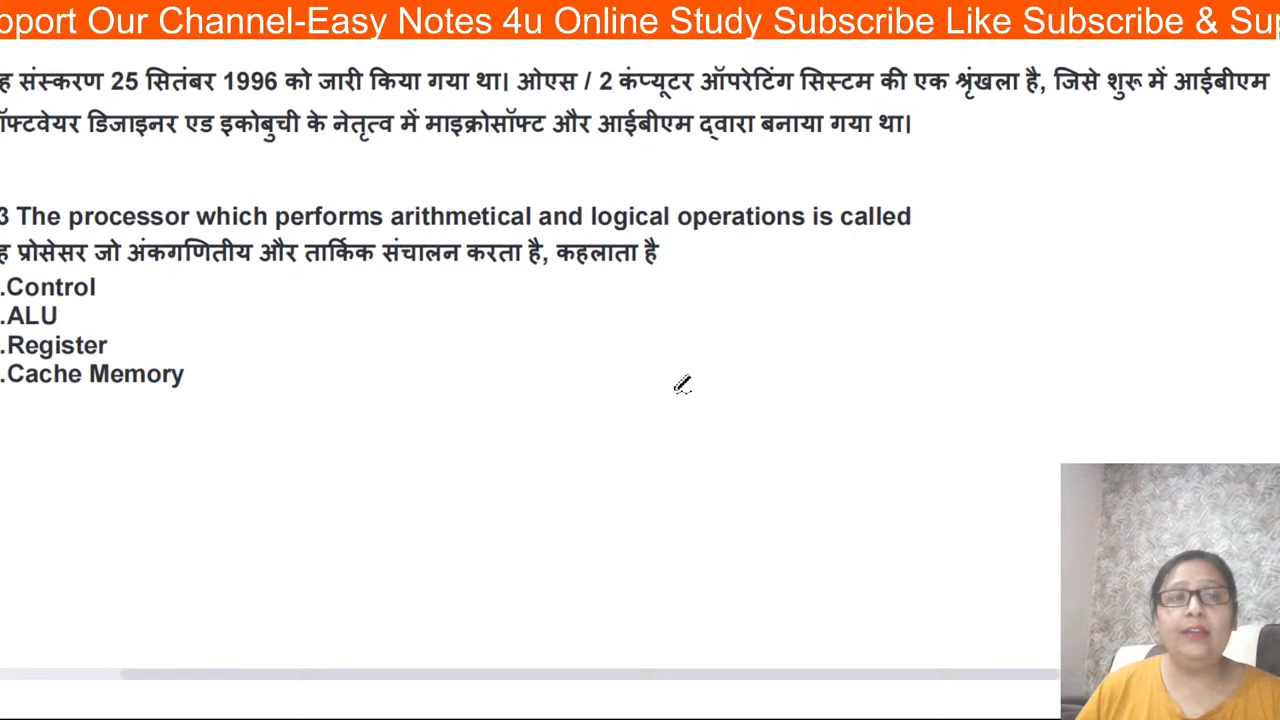 pport Our Channel-Easy Notes 4u Online Study Subscribe Like Subscribe & Sup
ह संस्करण 25 सितंबर 1996 को जारी किया गया था। ओएस / 2 कंप्यूटर ऑपरेटिंग सिस्टम की एक श्रृंखला है, जिसे शुरू में आईबीएम
ॉफ्टवेयर डिजाइनर एड इकोबुची के नेतृत्व में माइक्रोसॉफ्ट और आईबीएम द्वारा बनाया गया था।
3 The processor which performs arithmetical and logical operations is called
ह प्रोसेसर जो अंकगणितीय और तार्किक संचालन करता है, कहलाता है
.Control
.ALU
.Register
.Cache Memory